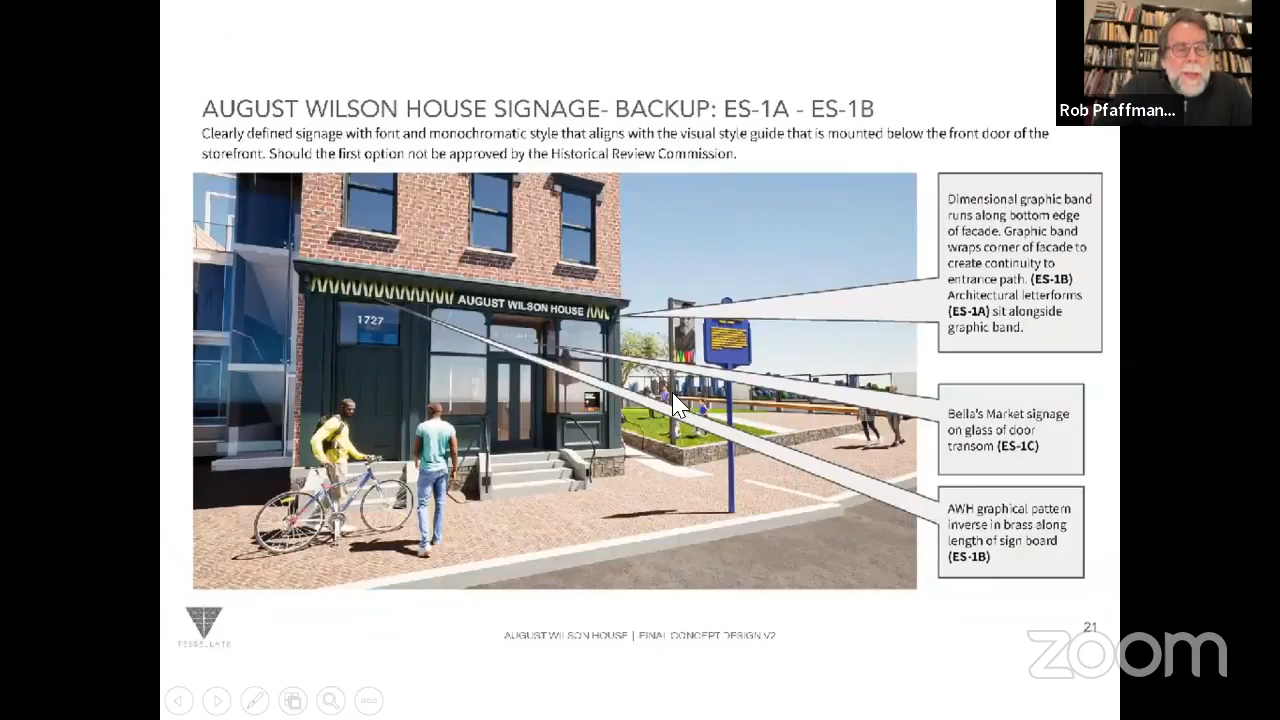 Rob Pfaffman...
AUGUST WILSON HOUSE SIGNAGE- BACKUP: ES-1A - ES-1B
Clearly defined signage with font and monochromatic style that aligns with the visual style guide that is mounted below the front door of the
storefront. Should the first option not be approved by the Historical Review Commission.
AUGUST WILSON HOUSE
1727
Dimensional graphic band
runs along bottom edge
of facade. Graphic band
wraps corner of facade to
create continuity to
entrance path. (ES-1B)
Architectural letterforms
(ES-1A) sit alongside
graphic band.
Bella's Market signage
on glass of door
transom (ES-1C)
AWH graphical pattern
inverse in brass along
length of sign board
(ES-1B)
TESSELLATE
AUGUST WILSON HOUSE | FINAL CONCEPT DESIGN V2
21
zoom